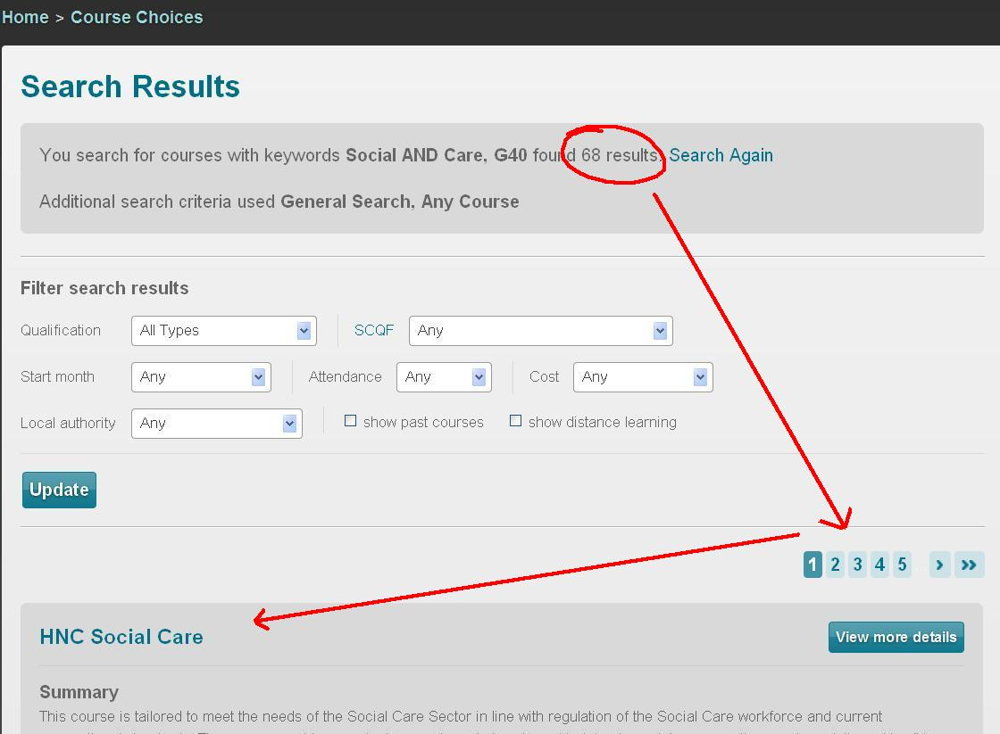 Home > Course Choices
Search Results
You search for courses with keywords Social AND Care, G40 found 68 results. Search Again
Additional search criteria used General Search, Any Course
Filter search results
Qualification All Types SCQF Any
Start month Any Attendance Any Cost Any
Local authority Any show past courses show distance learning
Update
1 2 3 4 5 ... › »
HNC Social Care View more details
Summary
This course is tailored to meet the needs of the Social Care Sector in line with regulation of the Social Care workforce and current